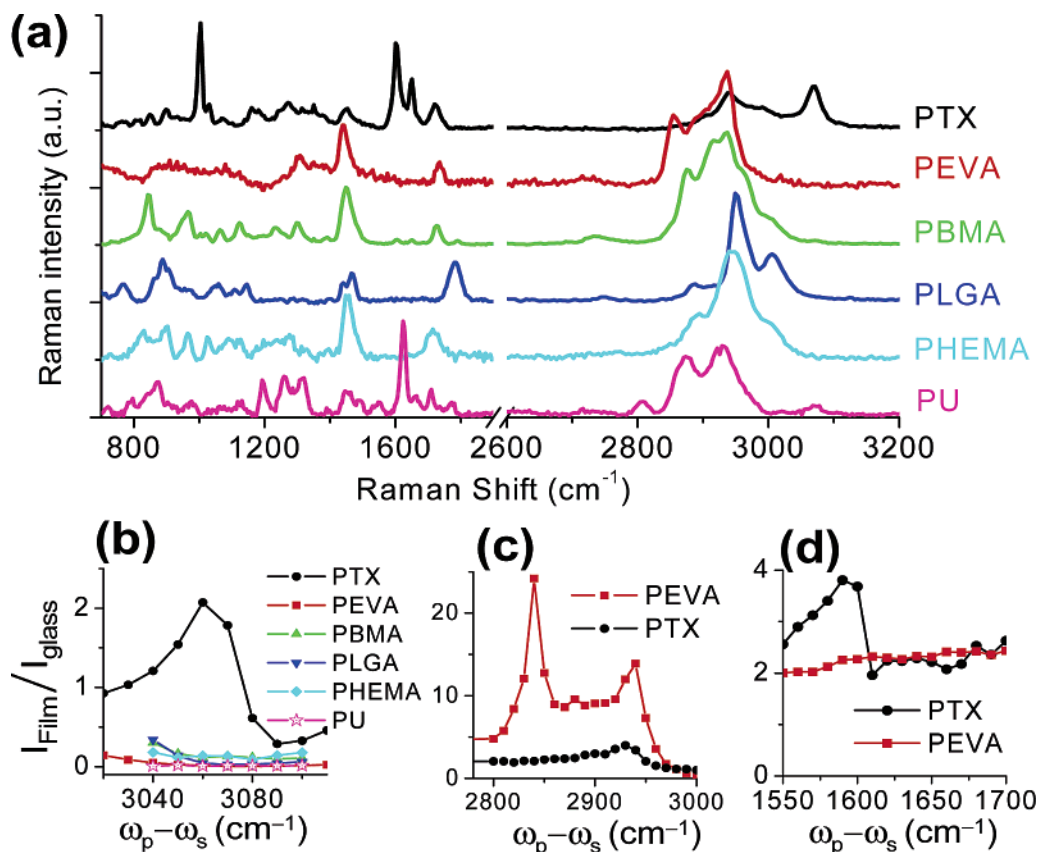 (a)
Raman intensity (a.u.)
PTX
PEVA
PBMA
PLGA
PHEMA
PU
800 1200 1600 2000 2600 2800 3000 3200
Raman Shift (cm⁻¹)
(b)
I_Film/I_glass
2
1
0
PTX
PEVA
PBMA
PLGA
PHEMA
PU
3040 3080
ωp–ωs (cm⁻¹)
(c)
20
10
0
PEVA
PTX
2800 2900 3000
ωp–ωs (cm⁻¹)
(d)
4
2
0
PTX
PEVA
1550 1600 1650 1700
ωp–ωs (cm⁻¹)